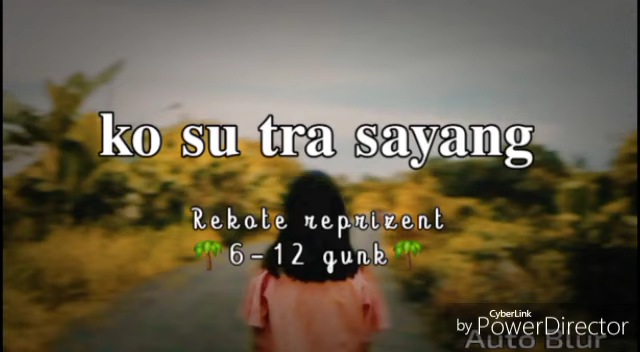 ko su tra sayang
Rekote reprizent
🌴6-12 gunk🌴
CyberLink
by PowerDirector
Auto Blur